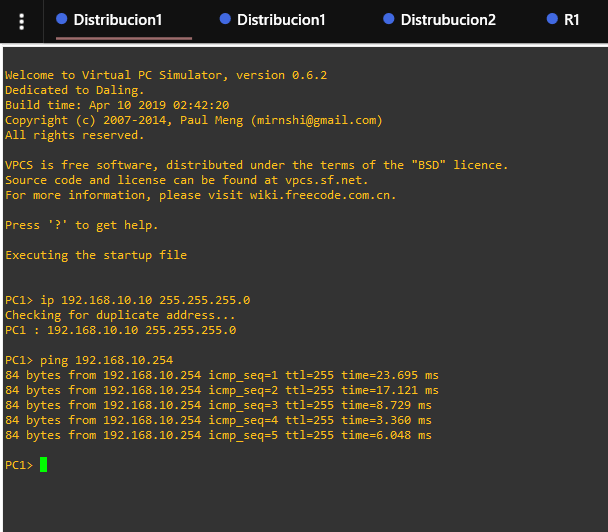 Distribucion1 Distribucion1 Distrubucion2 R1
Welcome to Virtual PC Simulator, version 0.6.2
Dedicated to Daling.
Build time: Apr 10 2019 02:42:20
Copyright (c) 2007-2014, Paul Meng (mirnshi@gmail.com)
All rights reserved.
VPCS is free software, distributed under the terms of the "BSD" licence.
Source code and license can be found at vpcs.sf.net.
For more information, please visit wiki.freecode.com.cn.
Press '?' to get help.
Executing the startup file
PC1> ip 192.168.10.10 255.255.255.0
Checking for duplicate address...
PC1 : 192.168.10.10 255.255.255.0
PC1> ping 192.168.10.254
84 bytes from 192.168.10.254 icmp_seq=1 ttl=255 time=23.695 ms
84 bytes from 192.168.10.254 icmp_seq=2 ttl=255 time=17.121 ms
84 bytes from 192.168.10.254 icmp_seq=3 ttl=255 time=8.729 ms
84 bytes from 192.168.10.254 icmp_seq=4 ttl=255 time=3.360 ms
84 bytes from 192.168.10.254 icmp_seq=5 ttl=255 time=6.048 ms
PC1>